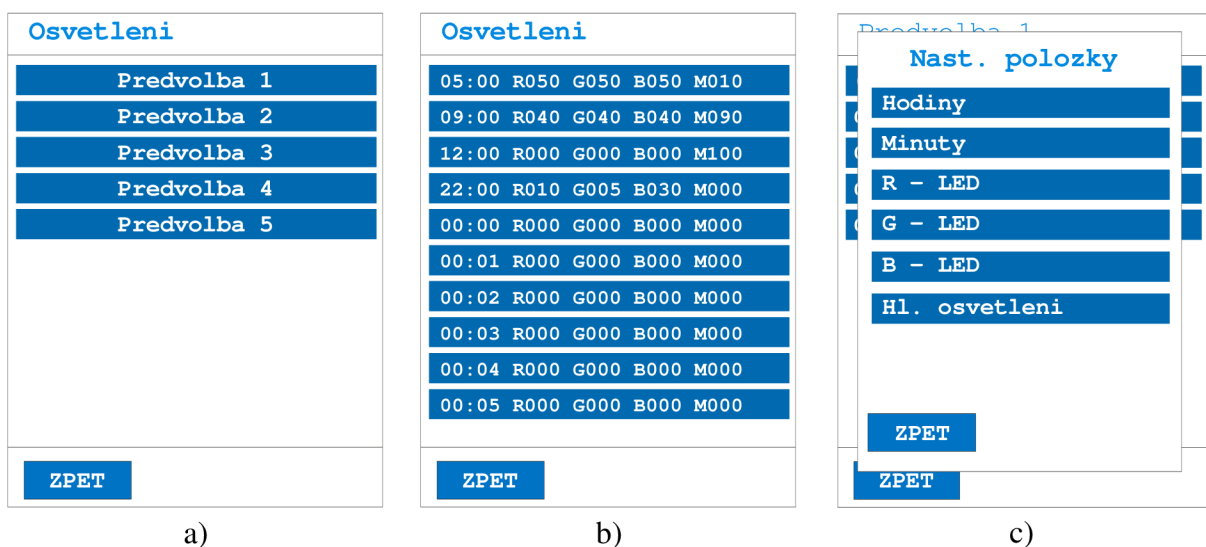 Osvetleni
Predvolba 1
Predvolba 2
Predvolba 3
Predvolba 4
Predvolba 5
ZPET
a)
Osvetleni
05:00 R050 G050 B050 M010
09:00 R040 G040 B040 M090
12:00 R000 G000 B000 M100
22:00 R010 G005 B030 M000
00:00 R000 G000 B000 M000
00:01 R000 G000 B000 M000
00:02 R000 G000 B000 M000
00:03 R000 G000 B000 M000
00:04 R000 G000 B000 M000
00:05 R000 G000 B000 M000
ZPET
b)
Predvolba 1
Nast. polozky
Hodiny
Minuty
R – LED
G – LED
B – LED
Hl. osvetleni
ZPET
ZPET
c)